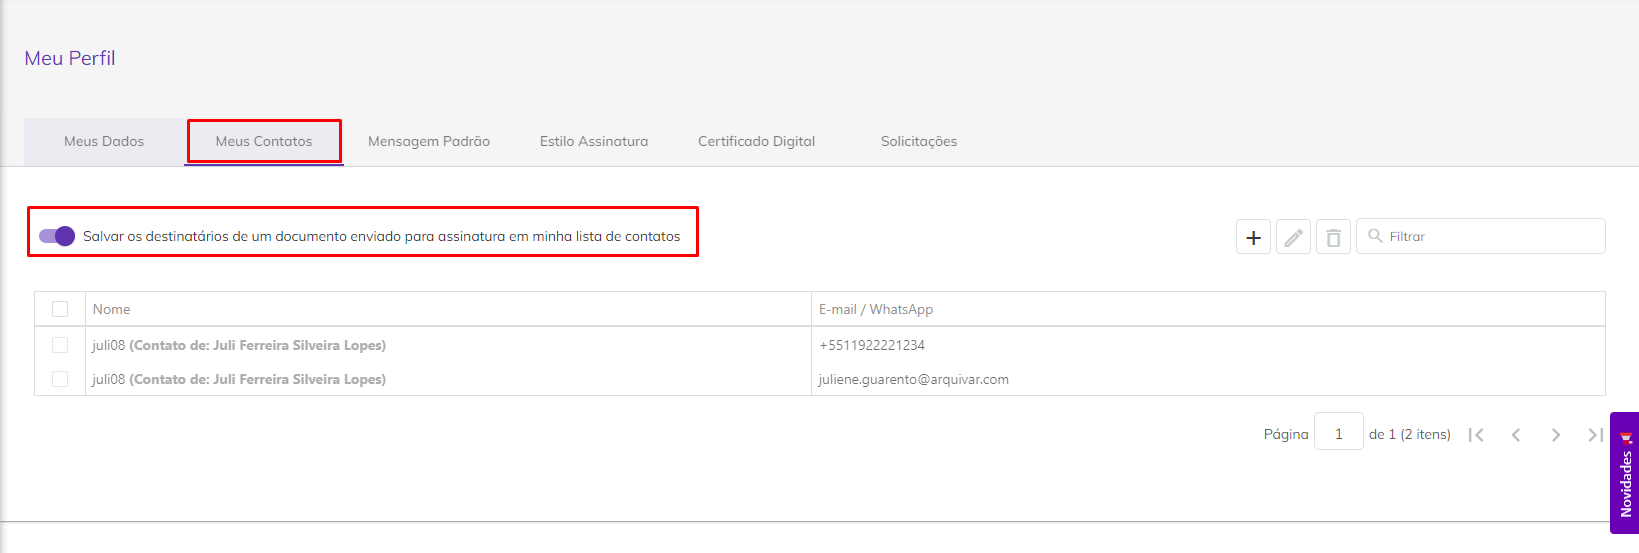 Meu Perfil
Meus Dados
Meus Contatos
Mensagem Padrão
Estilo Assinatura
Certificado Digital
Solicitações
Salvar os destinatários de um documento enviado para assinatura em minha lista de contatos
Filtrar
Nome
E-mail / WhatsApp
juli08 (Contato de: Juli Ferreira Silveira Lopes)
+5511922221234
juli08 (Contato de: Juli Ferreira Silveira Lopes)
juliene.guarento@arquivar.com
Página 1 de 1 (2 itens)
Novidades